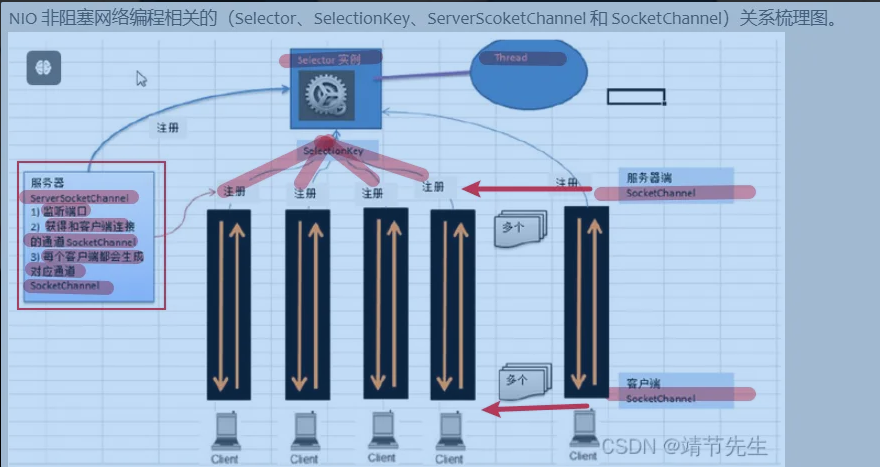 NIO 非阻塞网络编程相关的（Selector、SelectionKey、ServerScoketChannel 和 SocketChannel）关系梳理图。
Selector 实例
Thread
注册
SelectionKey
服务器
ServerSocketChannel
1) 监听端口
2) 获得和客户端连接
的通道 SocketChannel
3) 每个客户端都会生成
对应通道
SocketChannel
注册
注册
注册
注册
注册
服务器端
SocketChannel
多个
多个
客户端
SocketChannel
Client
Client
Client
Client
Client
CSDN @靖节先生